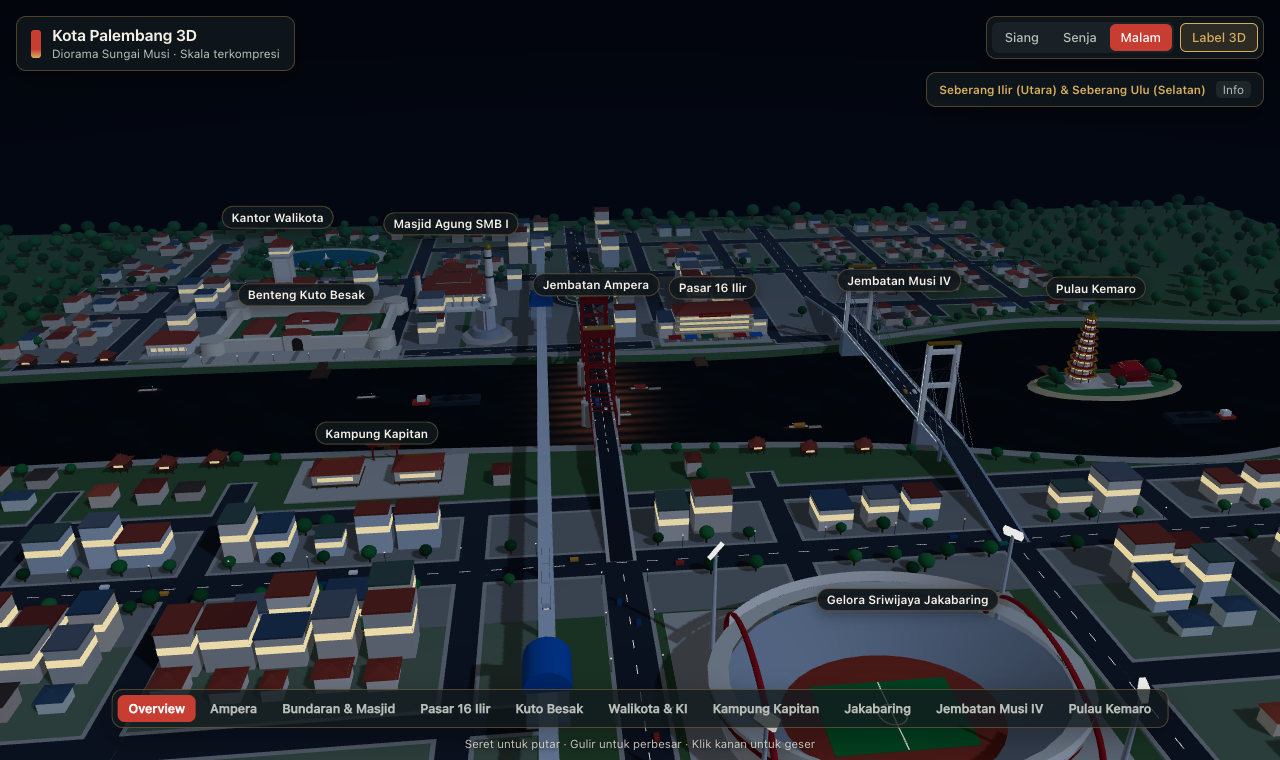 Kota Palembang 3D
Diorama Sungai Musi · Skala terkompresi
Siang
Senja
Malam
Label 3D
Seberang Ilir (Utara) & Seberang Ulu (Selatan)
Info
Kantor Walikota
Masjid Agung SMB I
Benteng Kuto Besak
Jembatan Ampera
Pasar 16 Ilir
Jembatan Musi IV
Pulau Kemaro
Kampung Kapitan
Gelora Sriwijaya Jakabaring
Overview
Ampera
Bundaran & Masjid
Pasar 16 Ilir
Kuto Besak
Walikota & KI
Kampung Kapitan
Jakabaring
Jembatan Musi IV
Pulau Kemaro
Seret untuk putar · Gulir untuk perbesar · Klik kanan untuk geser